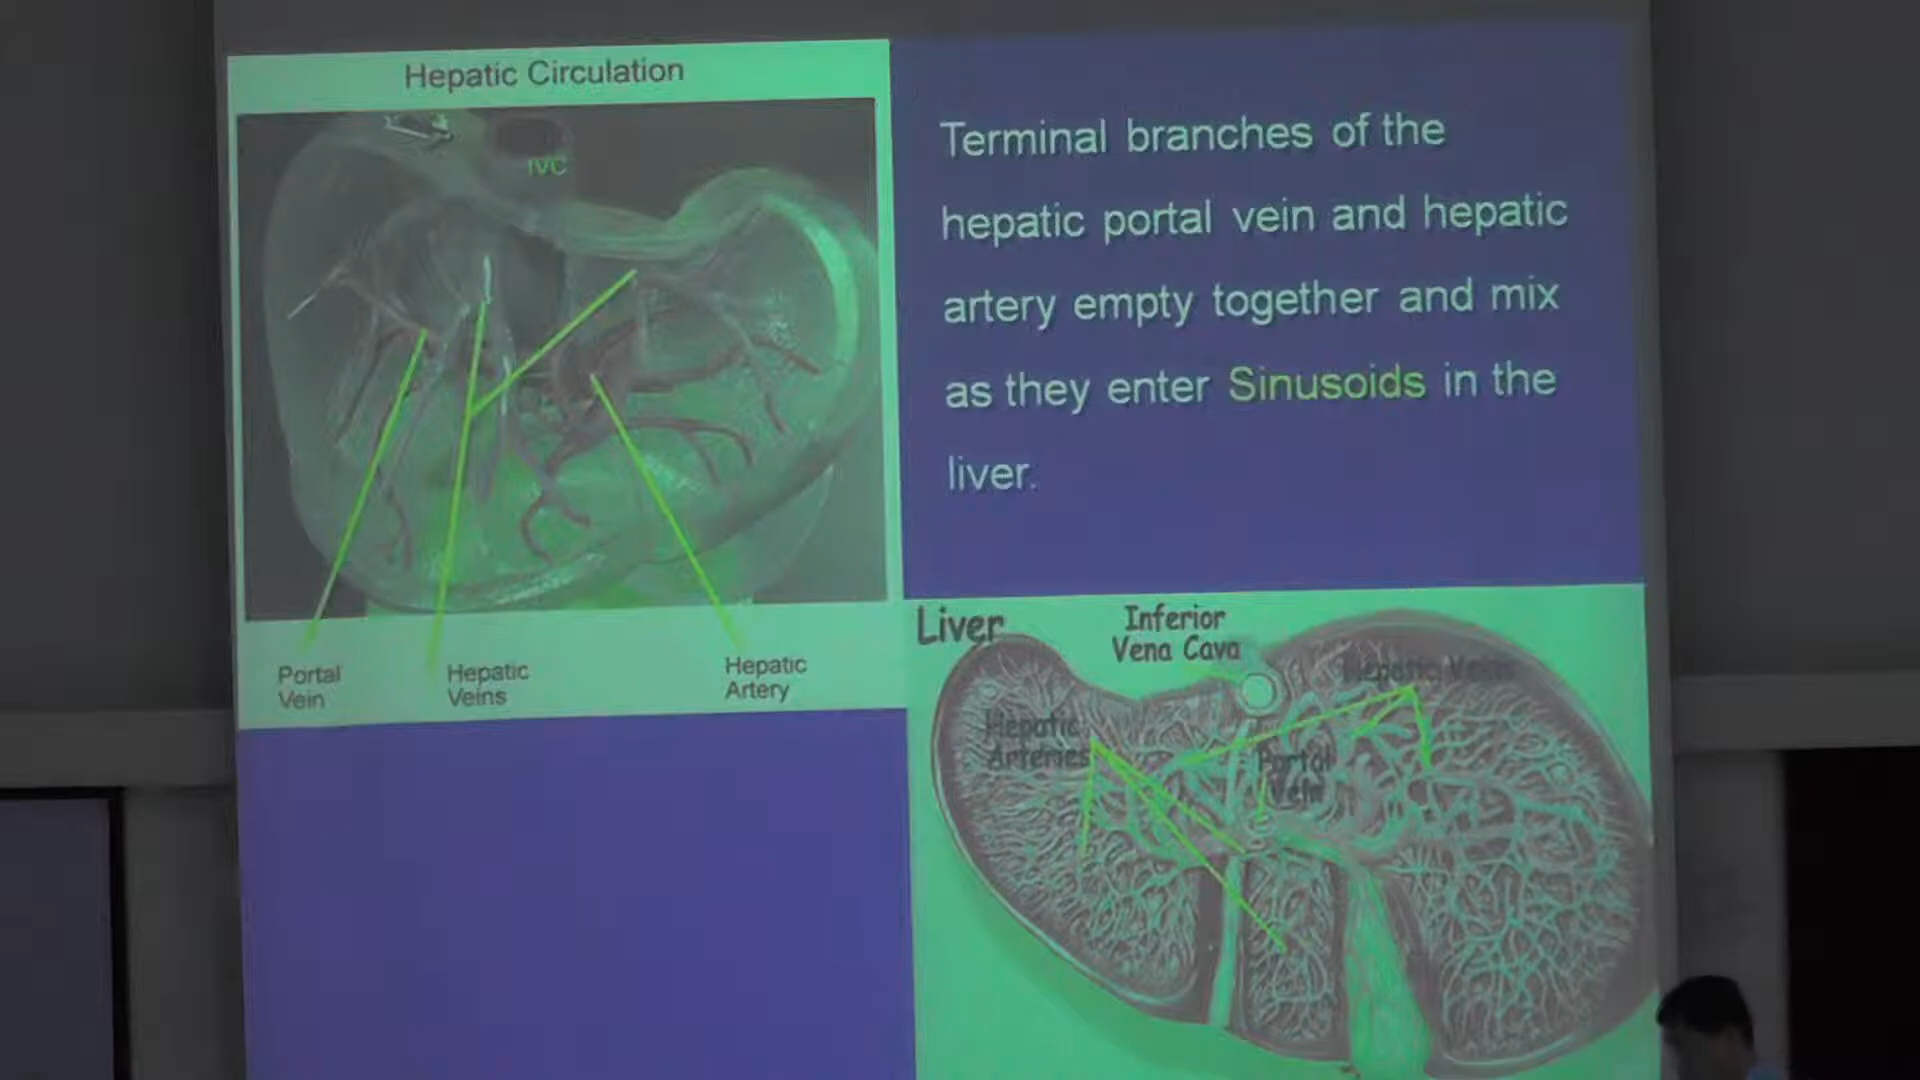 Hepatic Circulation
IVC
Portal
Vein
Hepatic
Veins
Hepatic
Artery
Terminal branches of the
hepatic portal vein and hepatic
artery empty together and mix
as they enter Sinusoids in the
liver.
Liver
Inferior
Vena Cava
Hepatic Veins
Hepatic
Arteries
Portal
Vein